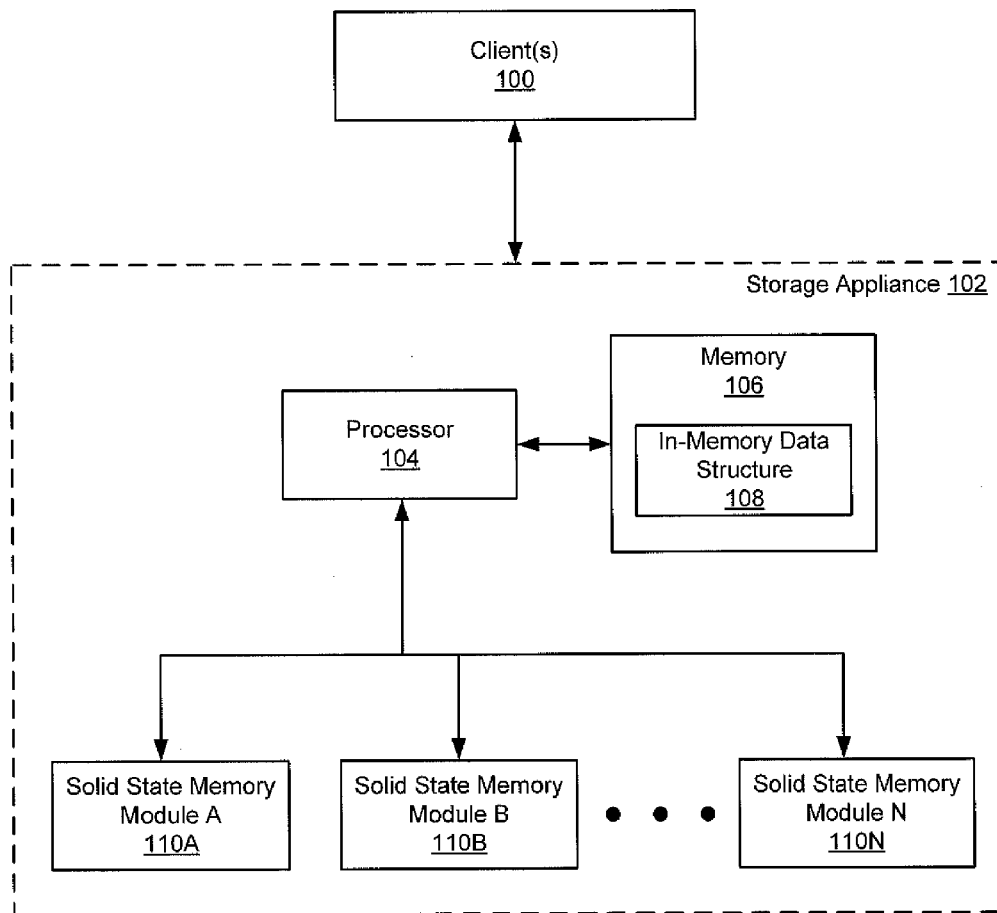 Client(s)
100
Storage Appliance 102
Memory
106
Processor
104
In-Memory Data
Structure
108
Solid State Memory
Module A
110A
Solid State Memory
Module B
110B
Solid State Memory
Module N
110N